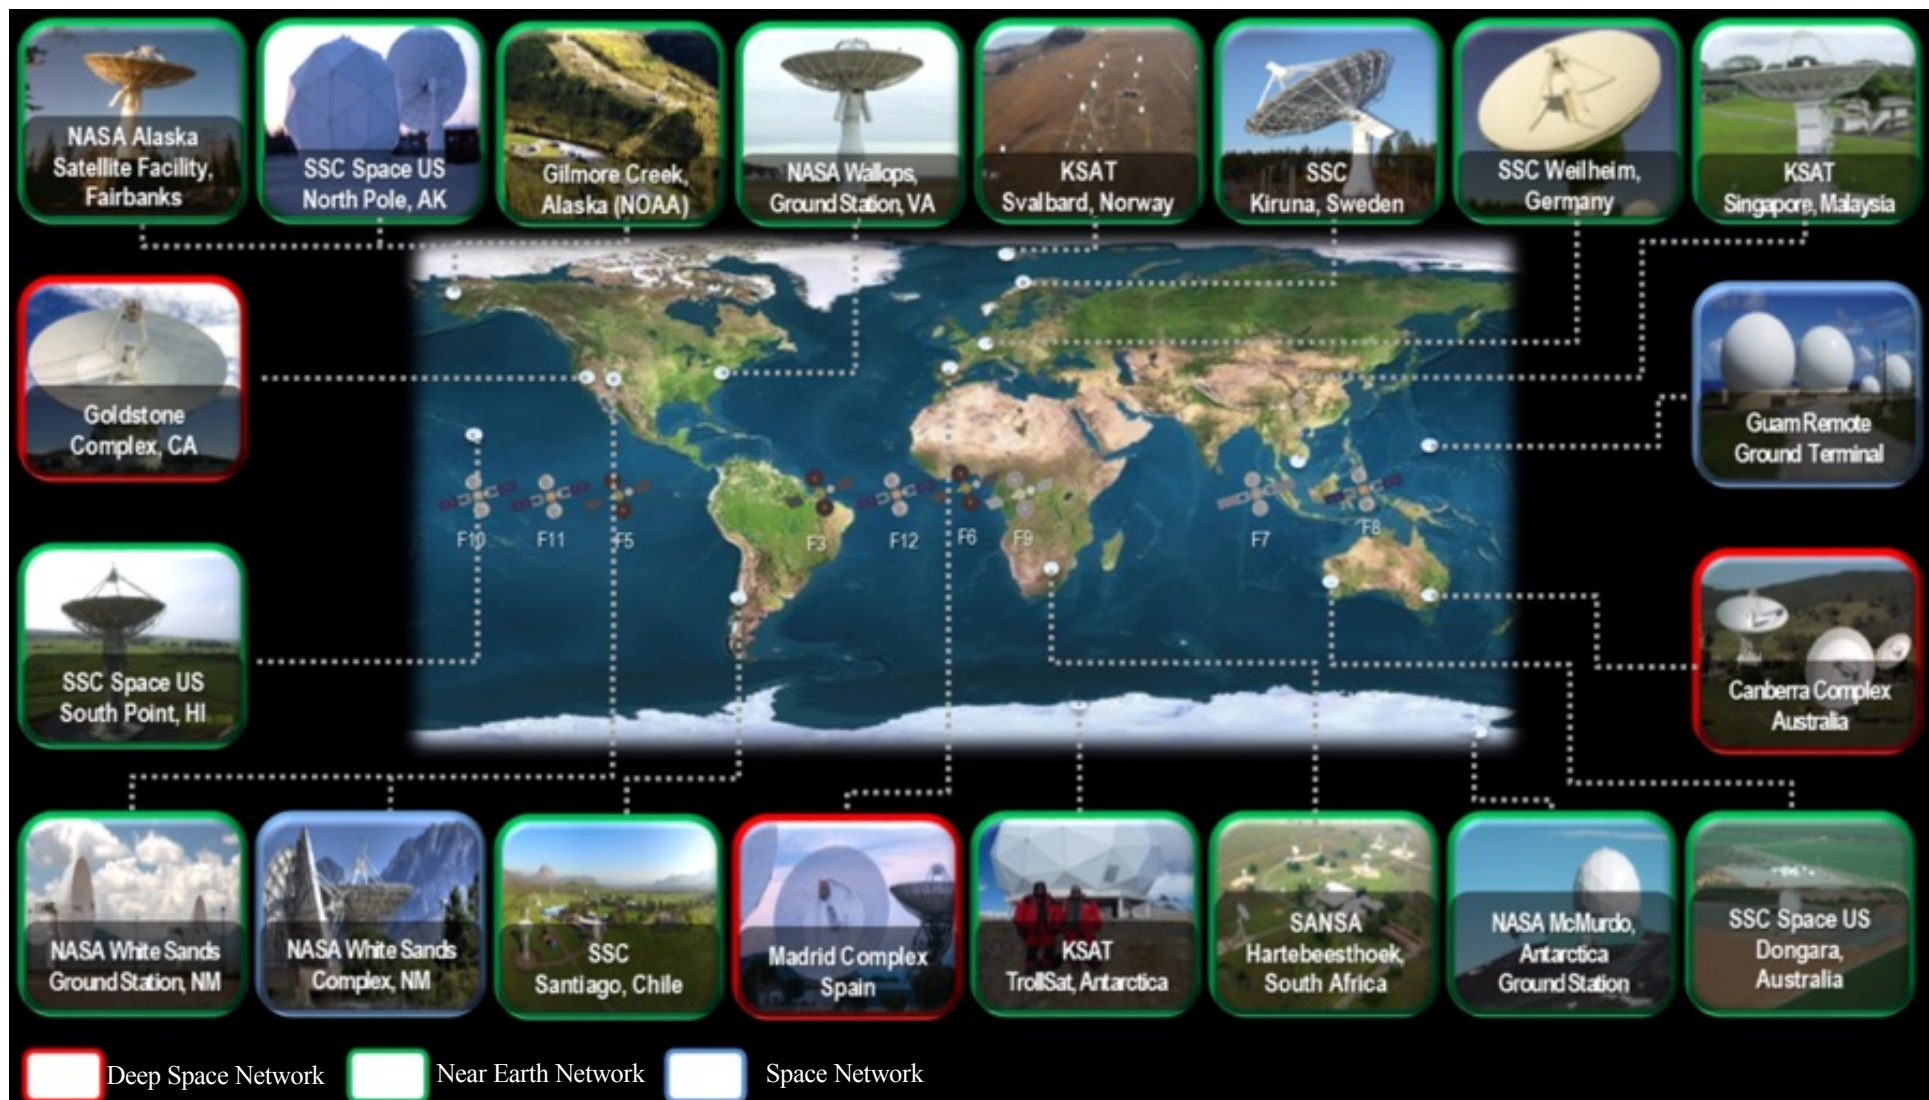 NASA Alaska
Satellite Facility,
Fairbanks
SSC Space US
North Pole, AK
Gilmore Creek,
Alaska (NOAA)
NASA Wallops,
Ground Station, VA
KSAT
Svalbard, Norway
SSC
Kiruna, Sweden
SSC Weilheim,
Germany
KSAT
Singapore, Malaysia
Goldstone
Complex, CA
Guam Remote
Ground Terminal
F10
F11
F5
F3
F12
F6
F9
F7
F8
SSC Space US
South Point, HI
Canberra Complex
Australia
NASA White Sands
Ground Station, NM
NASA White Sands
Complex, NM
SSC
Santiago, Chile
Madrid Complex
Spain
KSAT
TrollSat, Antarctica
SANSA
Hartebeesthoek,
South Africa
NASA McMurdo,
Antarctica
Ground Station
SSC Space US
Dongara,
Australia
Deep Space Network
Near Earth Network
Space Network